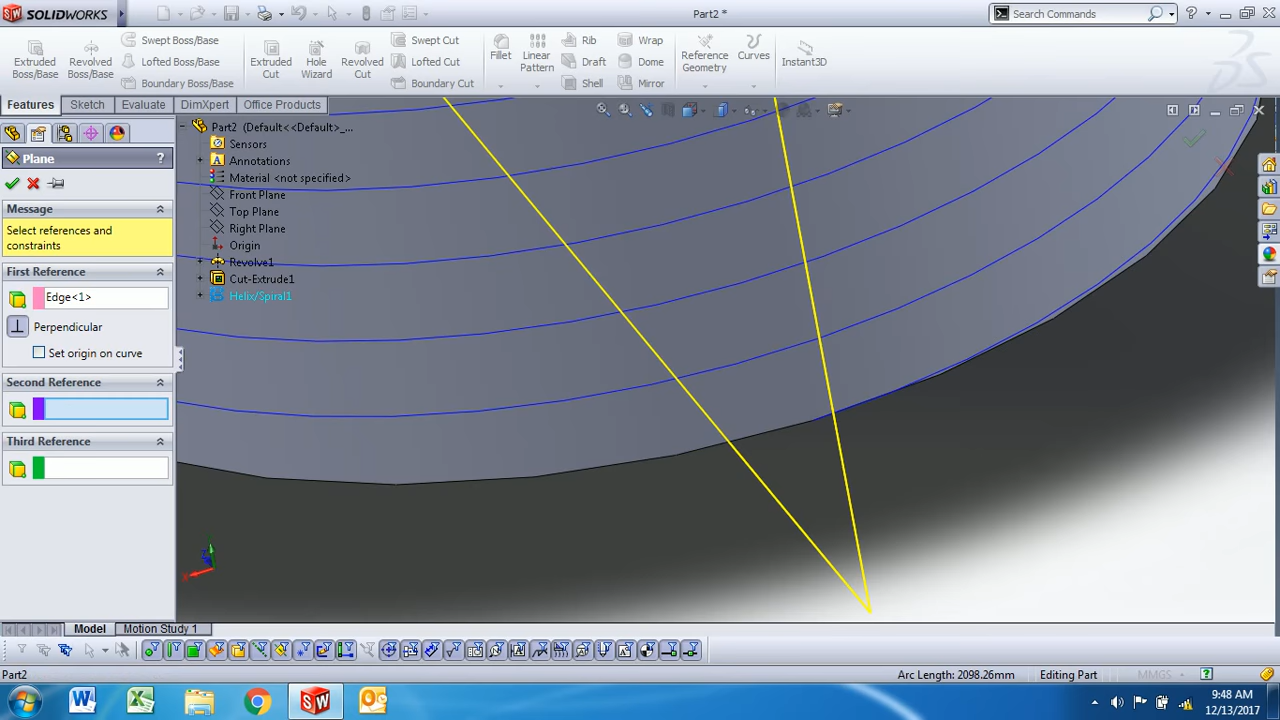 SOLIDWORKS
Part2 *
Search Commands
Extruded Boss/Base
Revolved Boss/Base
Swept Boss/Base
Lofted Boss/Base
Boundary Boss/Base
Extruded Cut
Hole Wizard
Revolved Cut
Swept Cut
Lofted Cut
Boundary Cut
Fillet
Linear Pattern
Rib
Draft
Shell
Wrap
Dome
Mirror
Reference Geometry
Curves
Instant3D
Features
Sketch
Evaluate
DimXpert
Office Products
Plane
?
Message
Select references and
constraints
First Reference
Edge<1>
Perpendicular
Set origin on curve
Second Reference
Third Reference
Part2 (Default<<Default>_...
Sensors
Annotations
Material <not specified>
Front Plane
Top Plane
Right Plane
Origin
Revolve1
Cut-Extrude1
Helix/Spiral1
Model
Motion Study 1
Part2
Arc Length: 2098.26mm
Editing Part
MMGS
9:48 AM
12/13/2017